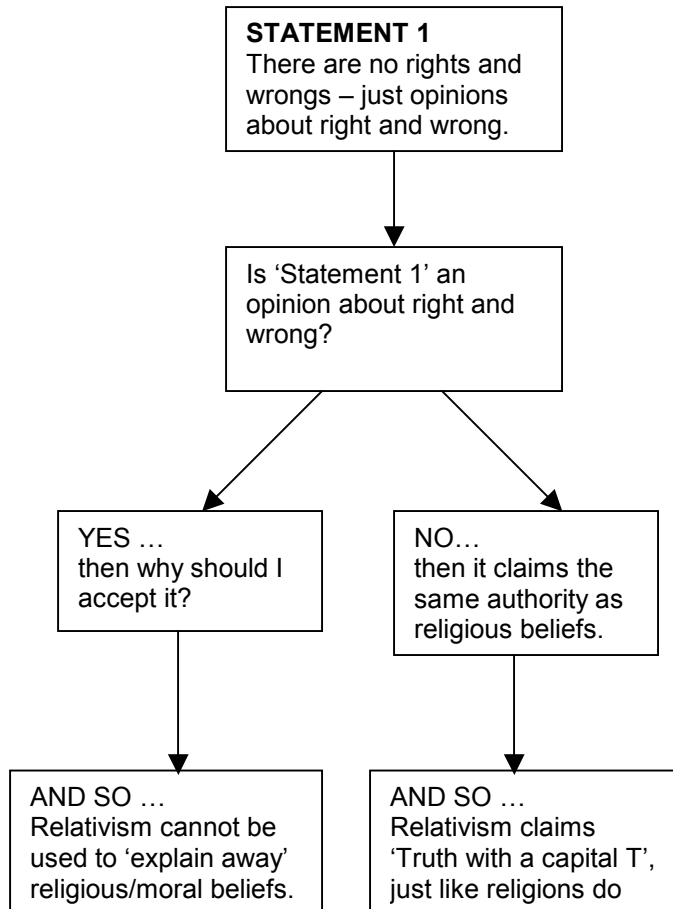 STATEMENT 1
There are no rights and
wrongs – just opinions
about right and wrong.
Is ‘Statement 1’ an
opinion about right and
wrong?
YES …
then why should I
accept it?
NO…
then it claims the
same authority as
religious beliefs.
AND SO …
Relativism cannot be
used to ‘explain away’
religious/moral beliefs.
AND SO …
Relativism claims
‘Truth with a capital T’,
just like religions do